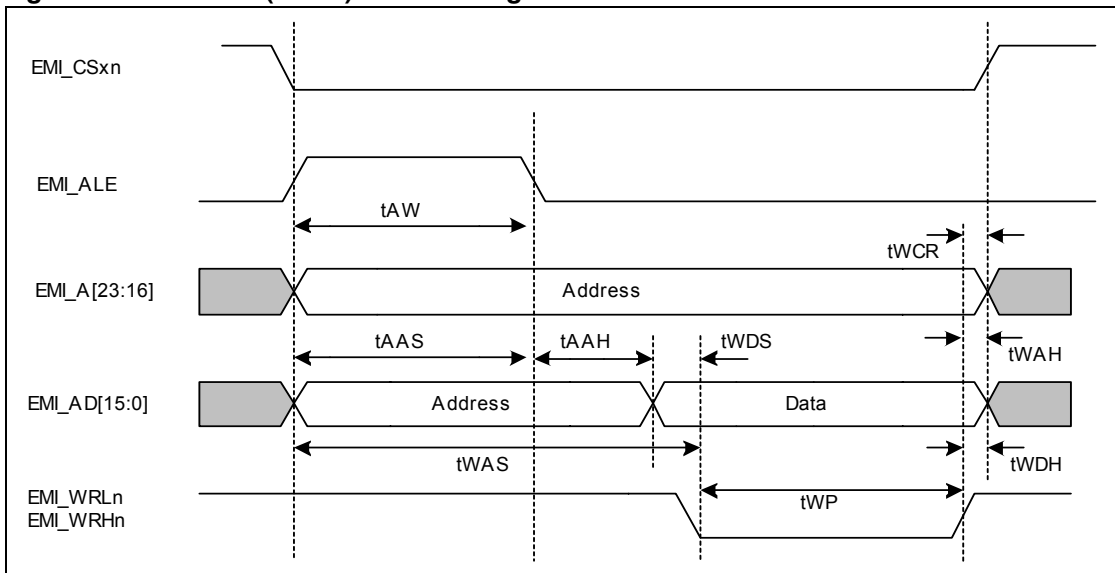 EMI_CSxn
EMI_ALE
tAW
tWCR
EMI_A[23:16]
Address
tAAS
tAAH
tWDS
tWAH
EMI_AD[15:0]
Address
Data
tWAS
tWDH
EMI_WRLn
EMI_WRHn
tWP